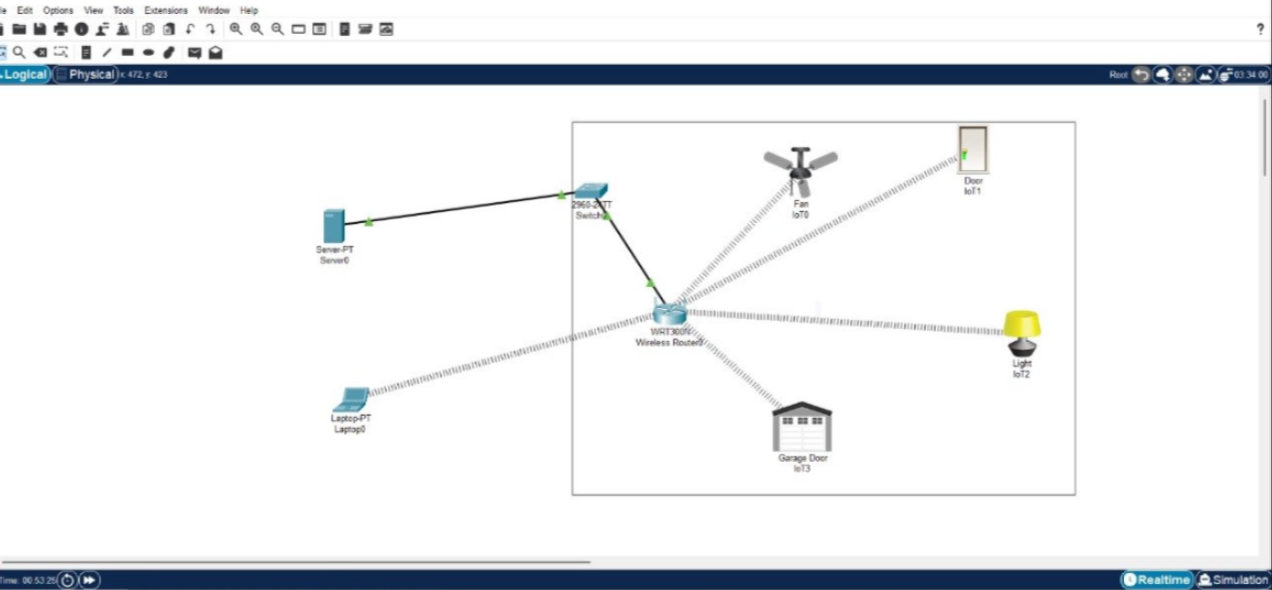 Edit Options View Tools Extensions Window Help
?
Logical Physical x: 472, y: 423 Root 03:34:00
Door
IoT1
2960-24TT
Fan
Switch
IoT0
Server-PT
Server0
WRT300N
Wireless Router0
Light
IoT2
Laptop-PT
Laptop0
Garage Door
IoT3
Time: 00:53:25 Realtime Simulation